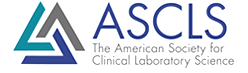 ASCLS
The American Society for
Clinical Laboratory Science